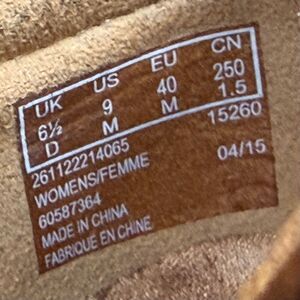 UK US EU CN
6½ 9 40 250
D M M 1.5
261122214065 15260
WOMENS/FEMME 04/15
60587364
MADE IN CHINA
FABRIQUE EN CHINE